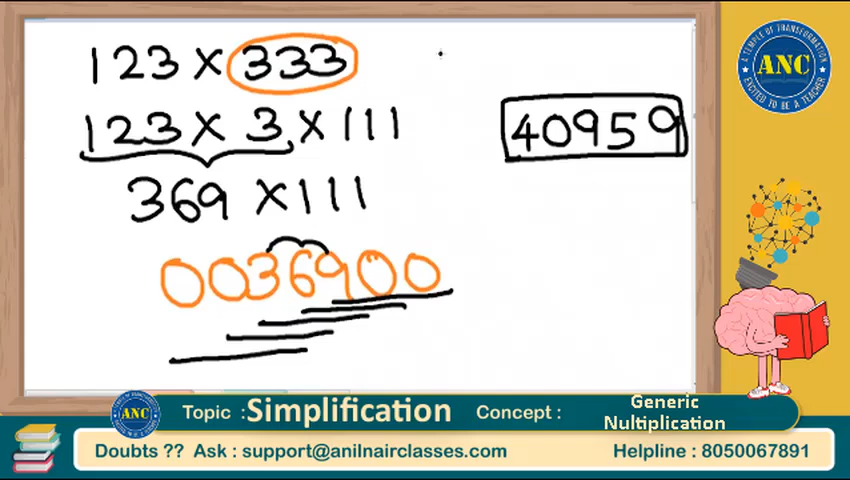 123 × 333
123 × 3 × 111
369 × 111
0036900
40959
A TEMPLE OF TRANSFORMATION
ANC
EXCITED TO BE A TEACHER
ANC
Topic : Simplification Concept : Generic Nultiplication
Doubts ?? Ask : support@anilnairclasses.com Helpline : 8050067891